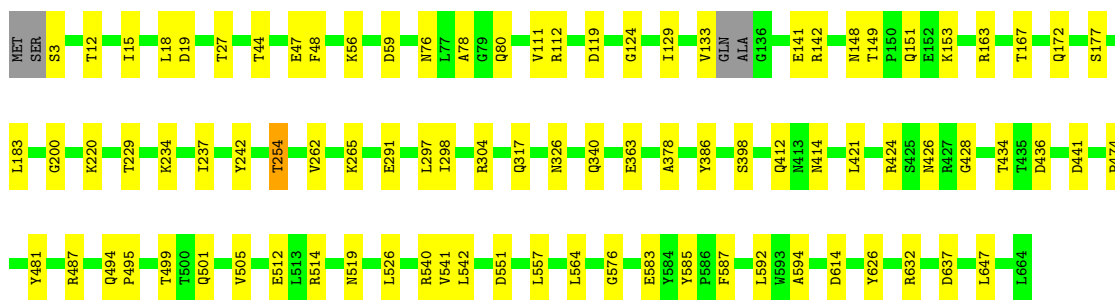 MET SER S3 T12 I15 L18 D19 T27 T44 E47 F48 K56 D59 N76 L77 A78 G79 Q80 V111 R112 D119 G124 I129 V133 GLN ALA G136 E141 R142 N148 T149 P150 Q151 E152 K153 R163 T167 Q172 S177
L183 G200 K220 T229 K234 I237 Y242 T254 V262 K265 E291 L297 I298 R304 Q317 N326 Q340 E363 A378 Y386 S398 Q412 N413 N414 L421 R424 S425 N426 R427 G428 T434 T435 D436 D441
Y481 R487 Q494 P495 T499 T500 Q501 V505 E512 L513 R514 N519 L526 R540 V541 L542 D551 L557 L564 G576 E583 Y584 Y585 P586 F587 L592 W593 A594 D614 Y626 R632 D637 L647 L664